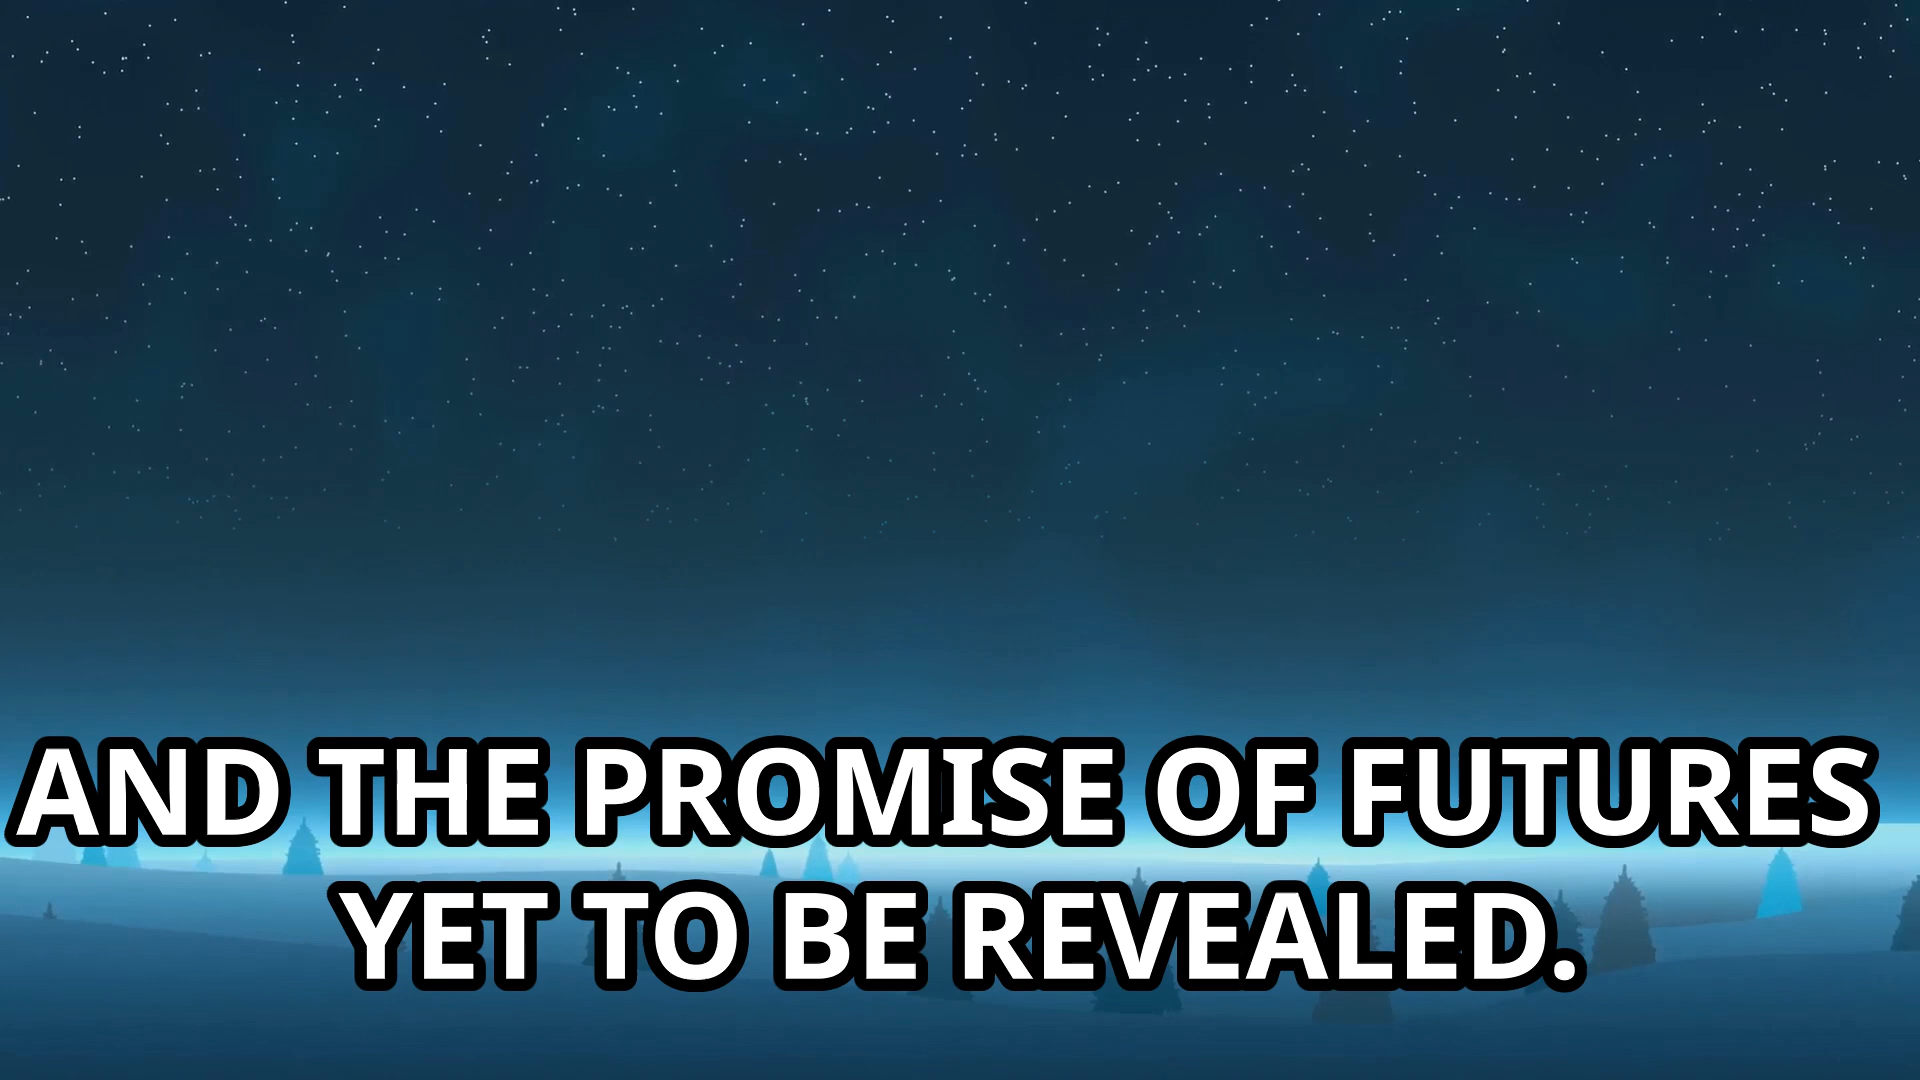 AND THE PROMISE OF FUTURES
YET TO BE REVEALED.